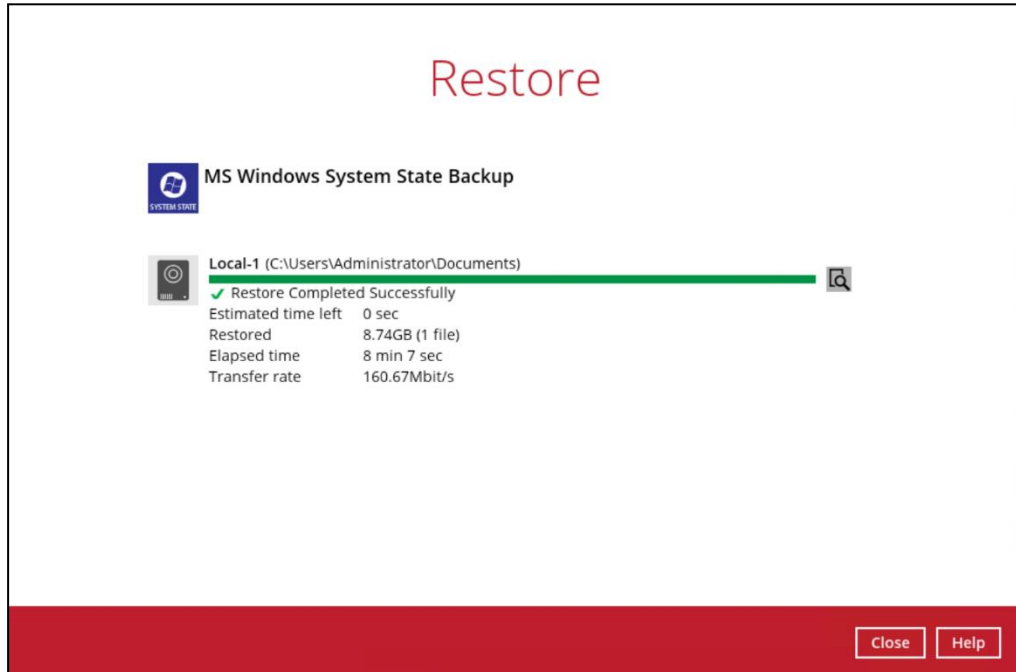 Restore
MS Windows System State Backup
SYSTEM STATE
Local-1 (C:\Users\Administrator\Documents)
Restore Completed Successfully
Estimated time left 0 sec
Restored 8.74GB (1 file)
Elapsed time 8 min 7 sec
Transfer rate 160.67Mbit/s
Close Help